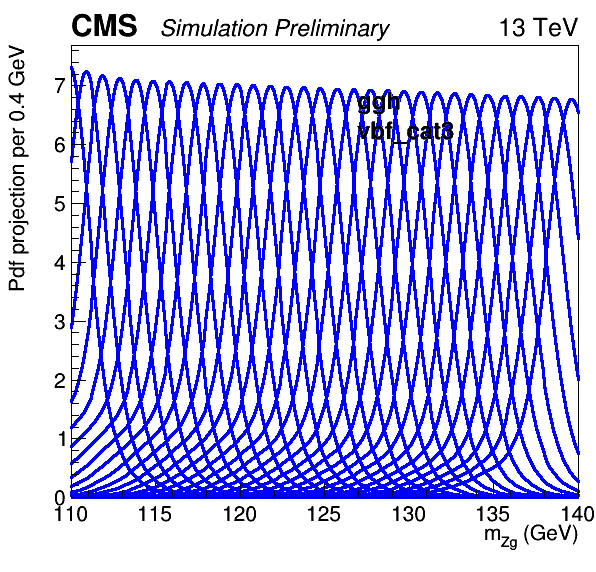 CMS Simulation Preliminary 13 TeV
Pdf projection per 0.4 GeV
7
6
5
4
3
2
1
0
ggh
vbf_cat3
110 115 120 125 130 135 140
m_Zg (GeV)